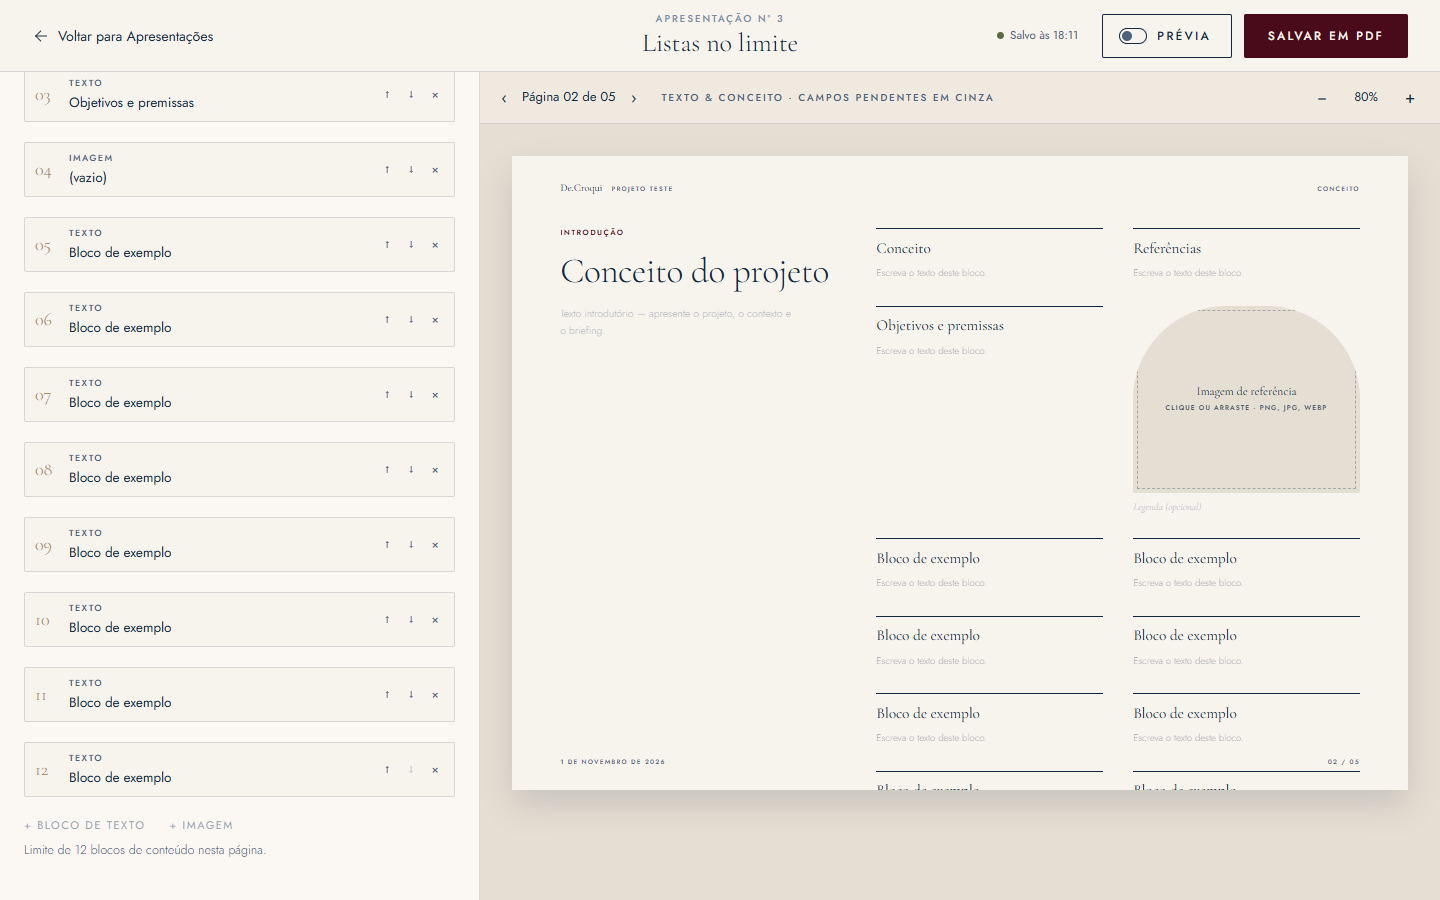 ← Voltar para Apresentações
APRESENTAÇÃO Nº 3
Listas no limite
Salvo às 18:11
PRÉVIA
SALVAR EM PDF
03
TEXTO
Objetivos e premissas
↑ ↓ ×
04
IMAGEM
(vazio)
↑ ↓ ×
05
TEXTO
Bloco de exemplo
↑ ↓ ×
06
TEXTO
Bloco de exemplo
↑ ↓ ×
07
TEXTO
Bloco de exemplo
↑ ↓ ×
08
TEXTO
Bloco de exemplo
↑ ↓ ×
09
TEXTO
Bloco de exemplo
↑ ↓ ×
10
TEXTO
Bloco de exemplo
↑ ↓ ×
11
TEXTO
Bloco de exemplo
↑ ↓ ×
12
TEXTO
Bloco de exemplo
↑ ↓ ×
+ BLOCO DE TEXTO + IMAGEM
Limite de 12 blocos de conteúdo nesta página.
‹ Página 02 de 05 ›
TEXTO & CONCEITO · CAMPOS PENDENTES EM CINZA
− 80% +
Dr.Croqui PROJETO TESTE
CONCEITO
INTRODUÇÃO
Conceito do projeto
Texto introdutório — apresente o projeto, o contexto e
o briefing.
Conceito
Escreva o texto deste bloco.
Referências
Escreva o texto deste bloco.
Objetivos e premissas
Escreva o texto deste bloco.
Imagem de referência
CLIQUE OU ARRASTE · PNG, JPG, WEBP
Legenda (opcional)
Bloco de exemplo
Escreva o texto deste bloco.
Bloco de exemplo
Escreva o texto deste bloco.
Bloco de exemplo
Escreva o texto deste bloco.
Bloco de exemplo
Escreva o texto deste bloco.
Bloco de exemplo
Escreva o texto deste bloco.
Bloco de exemplo
Escreva o texto deste bloco.
Bloco de exemplo
Bloco de exemplo
1 DE NOVEMBRO DE 2026
02 / 05